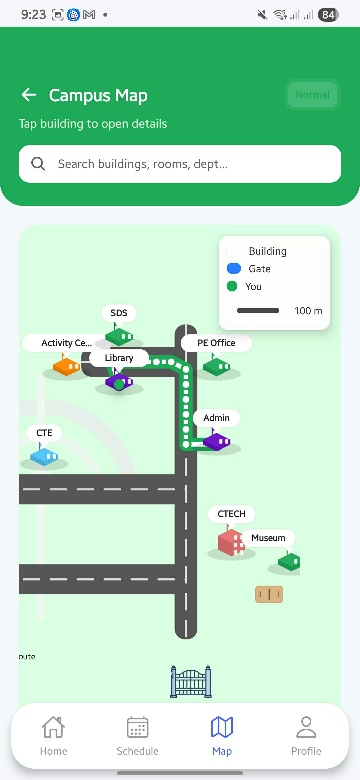 9:23
84
Campus Map
Normal
Tap building to open details
Search buildings, rooms, dept...
Building
Gate
You
100 m
SDS
Activity Ce...
Library
PE Office
Admin
CTE
CTECH
Museum
oute
Home
Schedule
Map
Profile